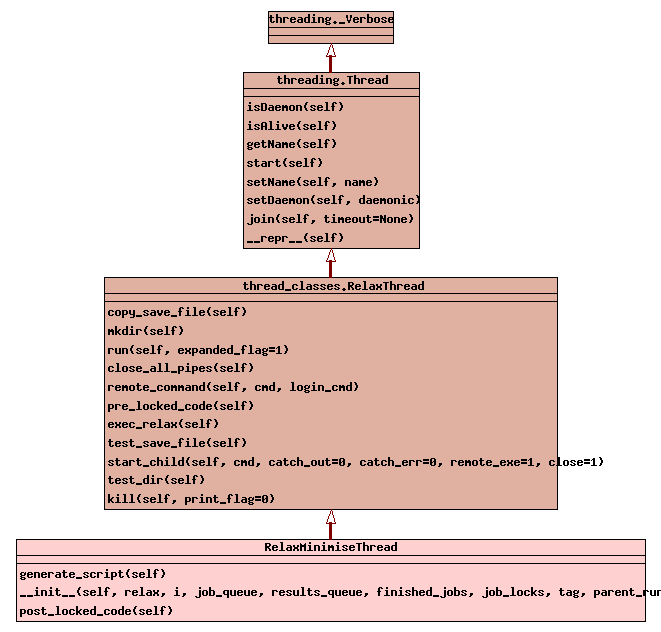 threading._Verbose
threading.Thread
isDaemon(self)
isAlive(self)
getName(self)
start(self)
setName(self, name)
setDaemon(self, daemonic)
join(self, timeout=None)
__repr__(self)
thread_classes.RelaxThread
copy_save_file(self)
mkdir(self)
run(self, expanded_flag=1)
close_all_pipes(self)
remote_command(self, cmd, login_cmd)
pre_locked_code(self)
exec_relax(self)
test_save_file(self)
start_child(self, cmd, catch_out=0, catch_err=0, remote_exe=1, close=1)
test_dir(self)
kill(self, print_flag=0)
RelaxMinimiseThread
generate_script(self)
__init__(self, relax, i, job_queue, results_queue, finished_jobs, job_locks, tag, parent_run
post_locked_code(self)